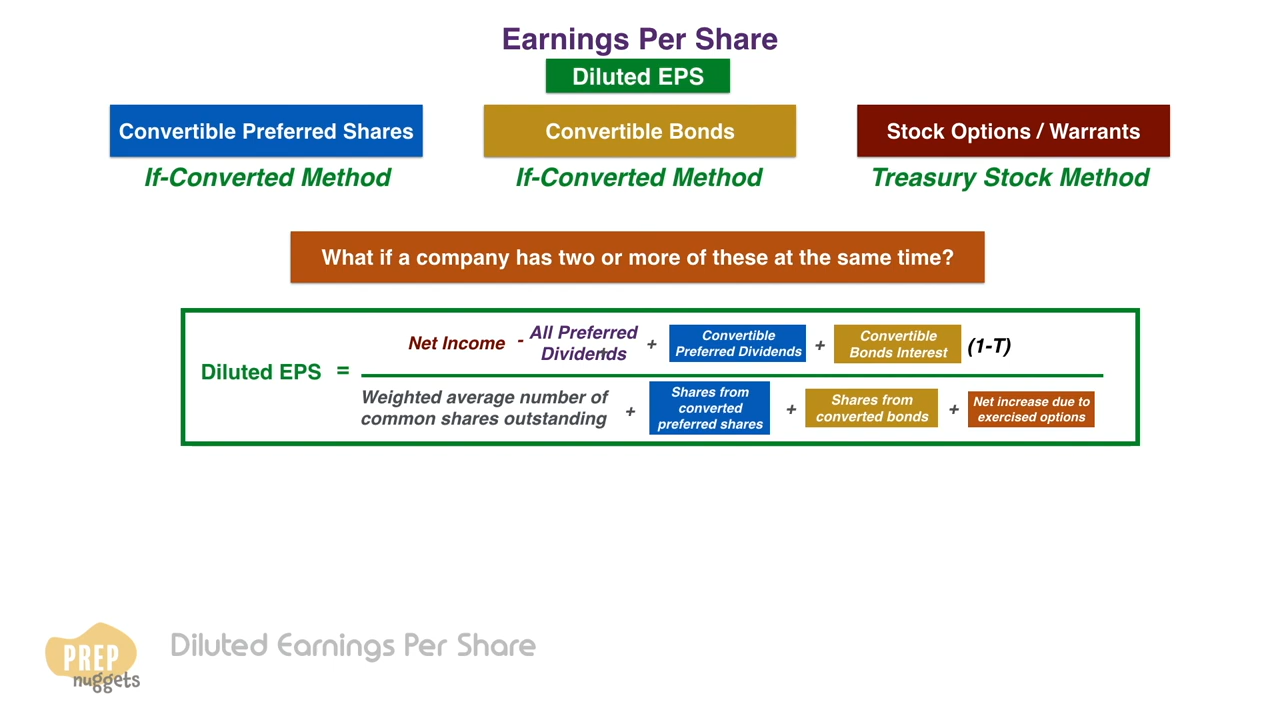 Earnings Per Share
Diluted EPS
Convertible Preferred Shares
Convertible Bonds
Stock Options / Warrants
If-Converted Method
If-Converted Method
Treasury Stock Method
What if a company has two or more of these at the same time?
Diluted EPS =
Net Income - All Preferred
Dividends
+
Convertible
Preferred Dividends
+
Convertible
Bonds Interest
(1-T)
Weighted average number of
common shares outstanding
+
Shares from
converted
preferred shares
+
Shares from
converted bonds
+
Net increase due to
exercised options
PREP
nuggets
Diluted Earnings Per Share